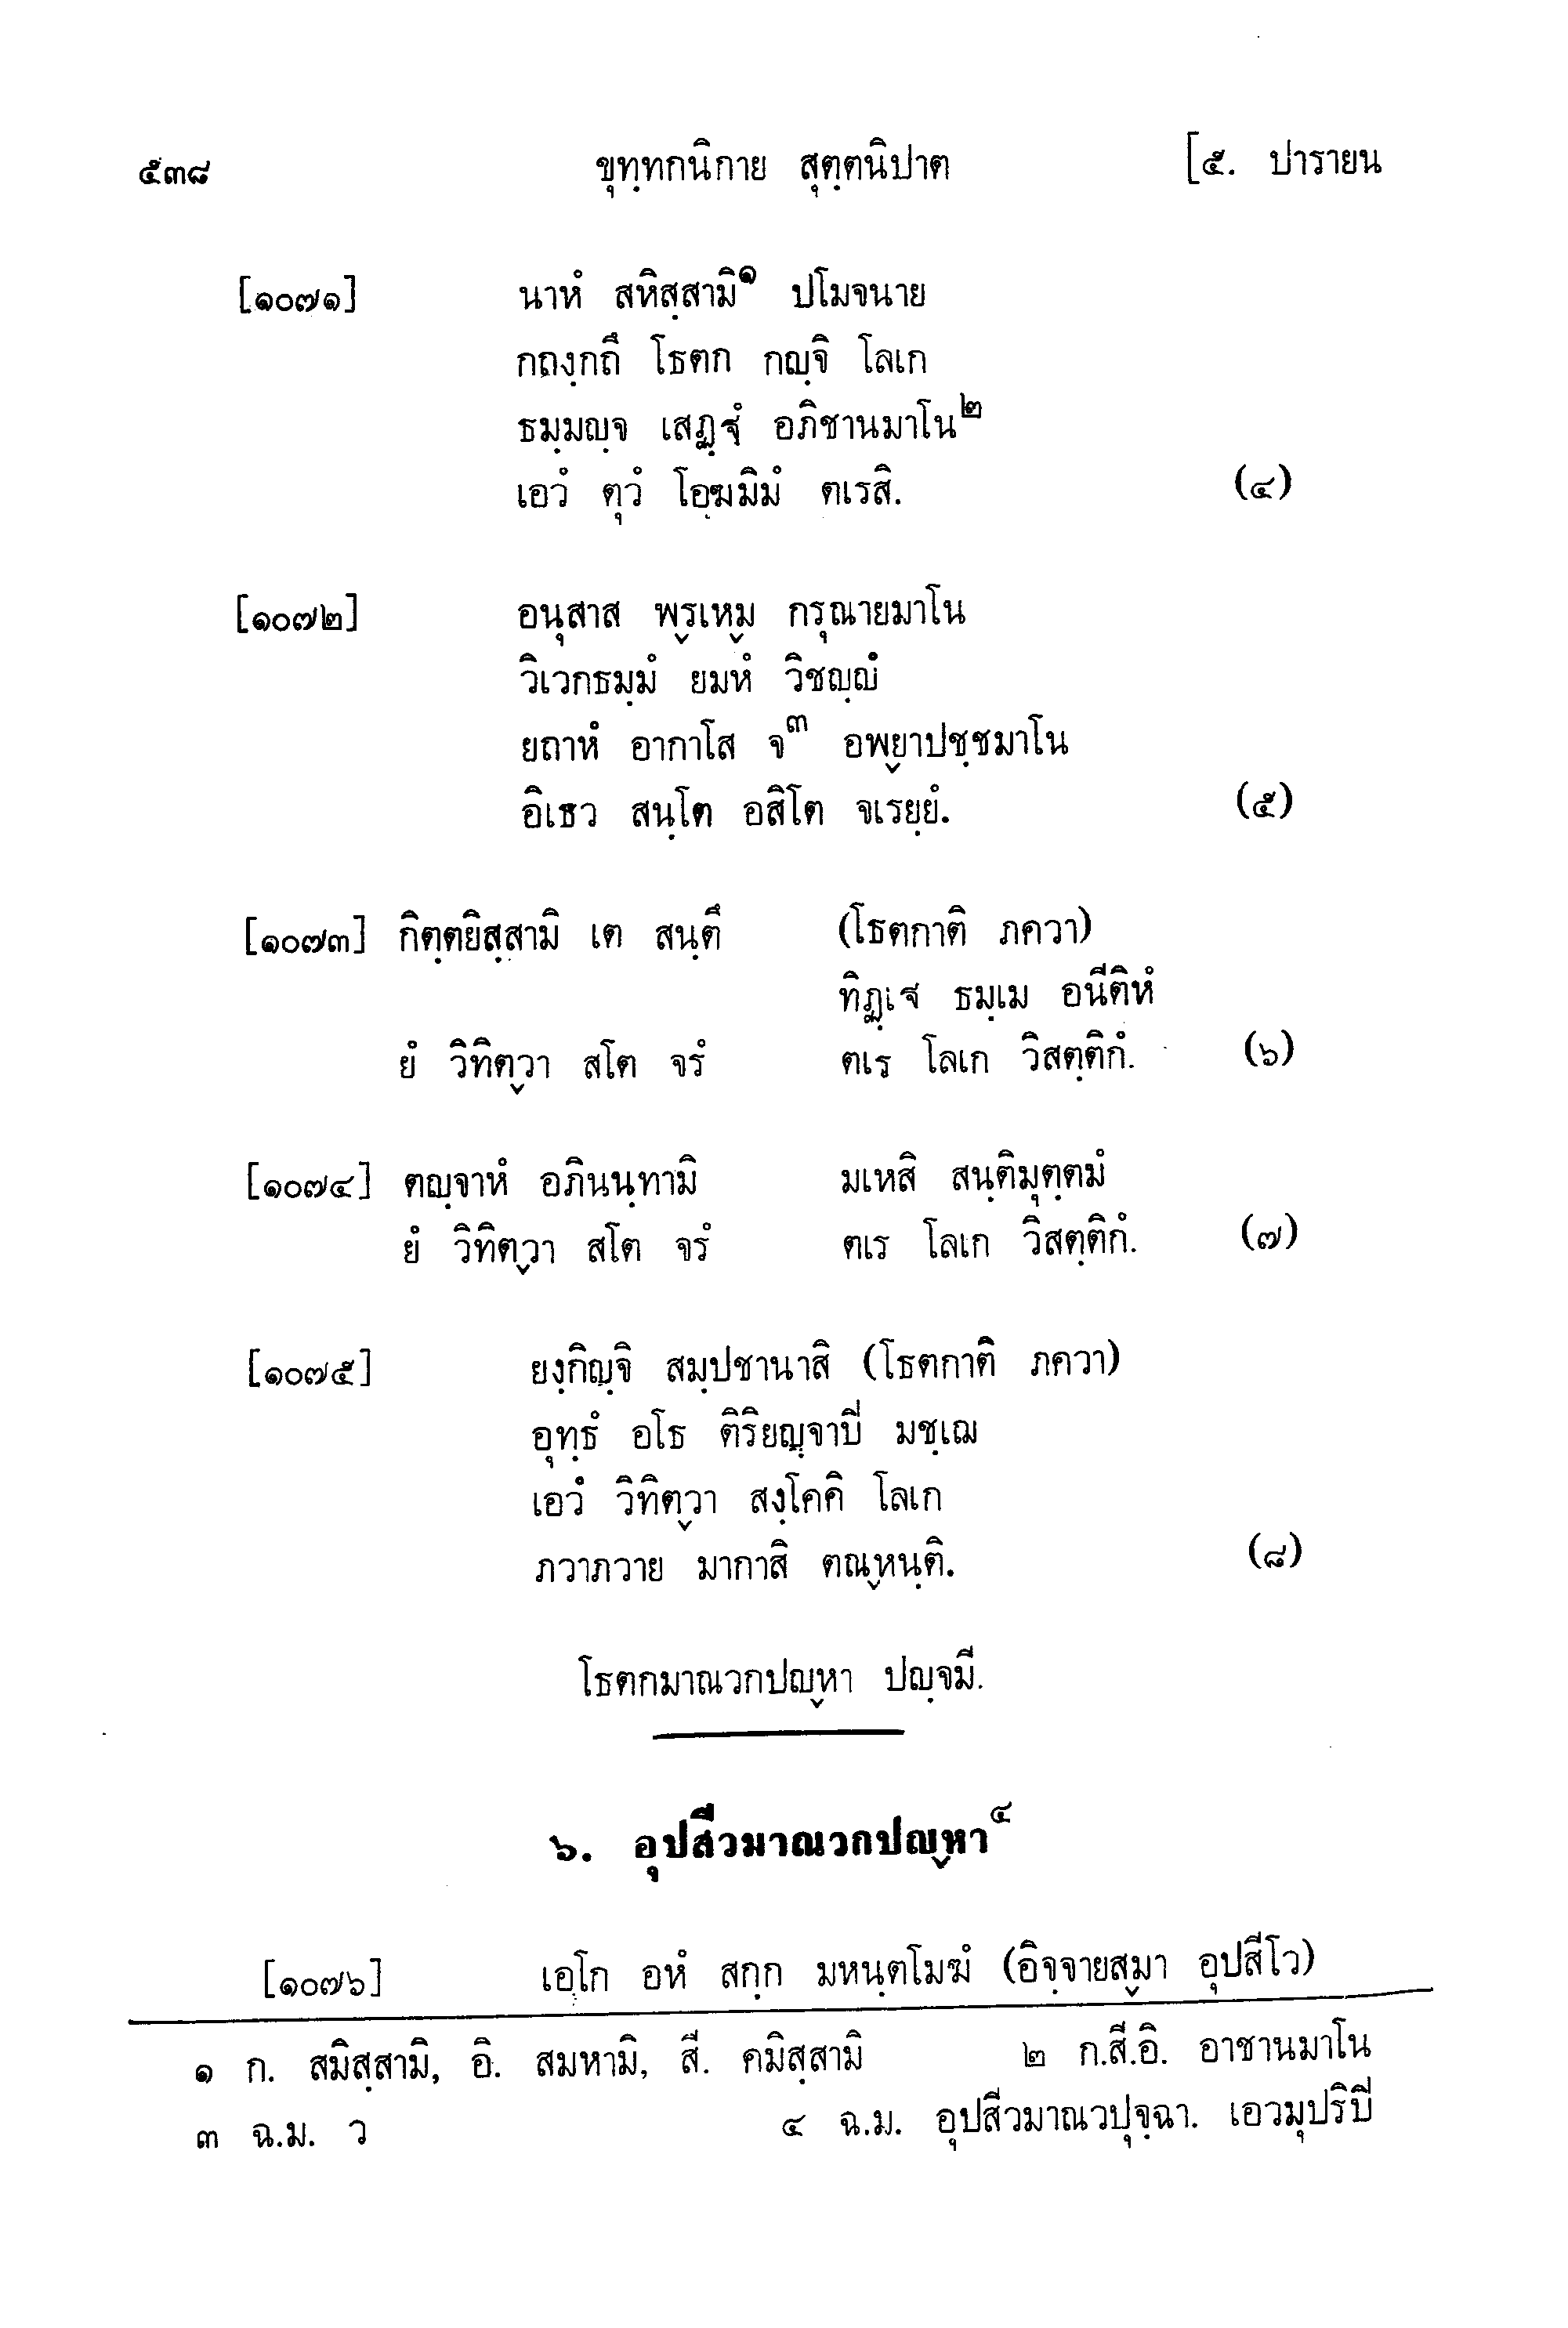 ๕๓๘ ขุทฺทกนิกาย สุตฺตนิปาต [๕. ปารายน
[๑๐๗๑] นาหํ สหิสฺสามิ๑ ปโมจนาย
กถงฺกถึ โธตก กญฺจิ โลเก
ธมฺมญฺจ เสฏฺฐํ อภิชานมาโน๒
เอวํ ตุวํ โอฺฆมิมํ ตเรสิ. (๔)
[๑๐๗๒] อนุสาส พฺรเหฺม กรุณายมาโน
วิเวกธมฺมํ ยมหํ วิชญฺญํ
ยถาหํ อากาโส จ๓ อพฺยาปชฺชมาโน
อิเธว สนฺโต อสิโต จเรยฺยํ. (๕)
[๑๐๗๓] กิตฺตยิสฺสามิ เต สนฺตึ (โธตกาติ ภควา)
ทิฏฺเฐ ธมฺเม อนีติหํ
ยํ วิทิตฺวา สโต จรํ ตเร โลเก วิสตฺติกํ. (๖)
[๑๐๗๔] ตญฺจาหํ อภินนฺทามิ มเหสิ สนฺติมุตฺตมํ
ยํ วิทิตฺวา สโต จรํ ตเร โลเก วิสตฺติกํ. (๗)
[๑๐๗๕] ยงฺกิญฺจิ สมฺปชานาสิ (โธตกาติ ภควา)
อุทฺธํ อโธ ติริยญฺจาปิ มชฺเฌ
เอวํ วิทิตฺวา สงฺโคติ โลเก
ภวาภวาย มากาสิ ตณฺหนฺติ.
(๘)
โธตกมาณวกปญฺหา ปญฺจมี.
๖. อุปสีวมาณวกปญฺหา๔
[๑๐๗๖] เอโก อหํ สกฺก มหนฺตโมฆํ (อิจฺจายสฺมา อุปสีโว)
๑ ก. สมิสฺสามิ, อิ. สมหามิ, สี. คมิสฺสามิ ๒ ก.สี.อิ. อาชานมาโน
๓ ฉ.ม. ว ๔ ฉ.ม. อุปสีวมาณวปุจฺฉา. เอวมุปริปิ